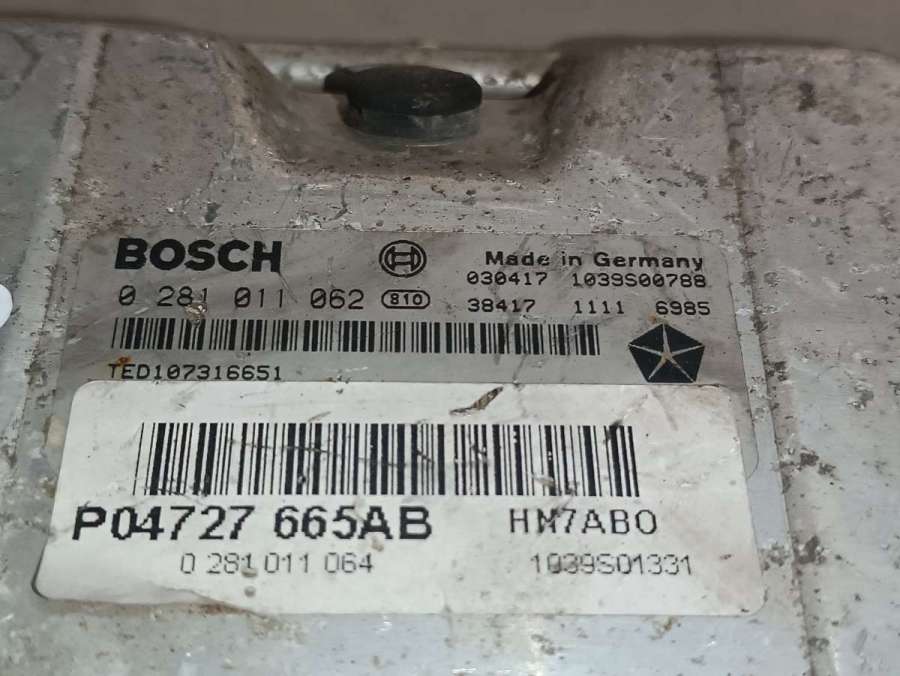 BOSCH
Made in Germany
030417 1039S00788
0 281 011 062 810
38417 1111 6985
TED107316651
P04727 665AB HM7AB0
0 281 011 064 1039S01331